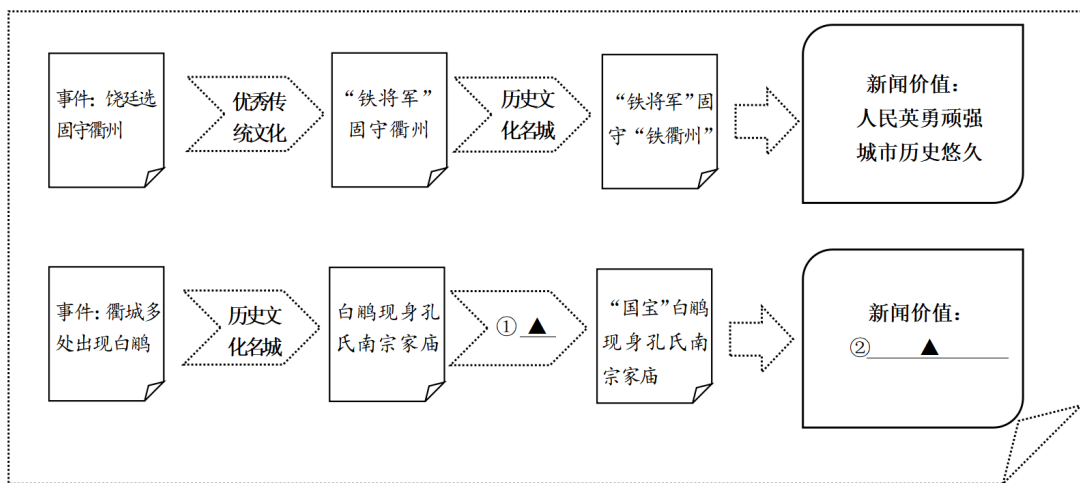 事件：饶廷选
固守衢州
优秀传
统文化
“铁将军”
固守衢州
历史文
化名城
“铁将军”固
守“铁衢州”
新闻价值：
人民英勇顽强
城市历史悠久
事件：衢城多
处出现白鹇
历史文
化名城
白鹇现身孔
氏南宗家庙
① ▲
“国宝”白鹇
现身孔氏南
宗家庙
新闻价值：
② ▲